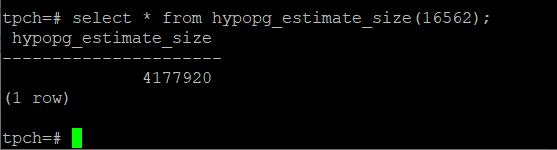 tpch=# select * from hypopg_estimate_size(16562);
 hypopg_estimate_size
----------------------
              4177920
(1 row)
tpch=#